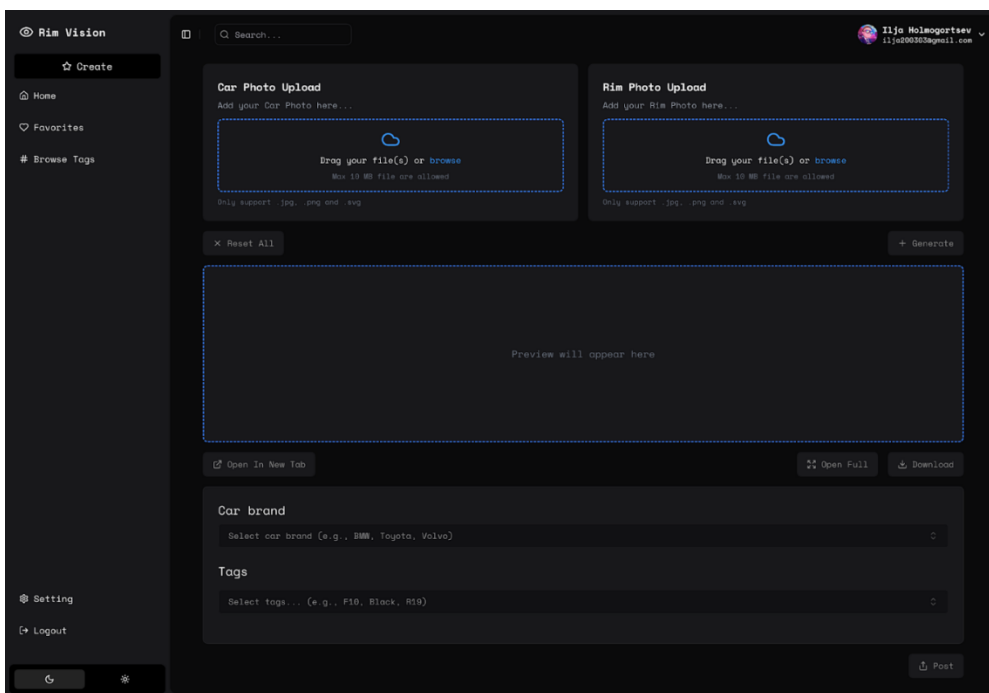 Rim Vision
Create
Home
Favorites
# Browse Tags
Setting
Logout
Search...
Ilja Holmogortsev
ilja200303@gmail.com
Car Photo Upload
Add your Car Photo here...
Drag your file(s) or browse
Max 10 MB file are allowed
Only support .jpg, .png and .svg
Rim Photo Upload
Add your Rim Photo here...
Drag your file(s) or browse
Max 10 MB file are allowed
Only support .jpg, .png and .svg
× Reset All
+ Generate
Preview will appear here
Open In New Tab
Open Full
Download
Car brand
Select car brand (e.g., BMW, Toyota, Volvo)
Tags
Select tags... (e.g., F10, Black, R19)
Post